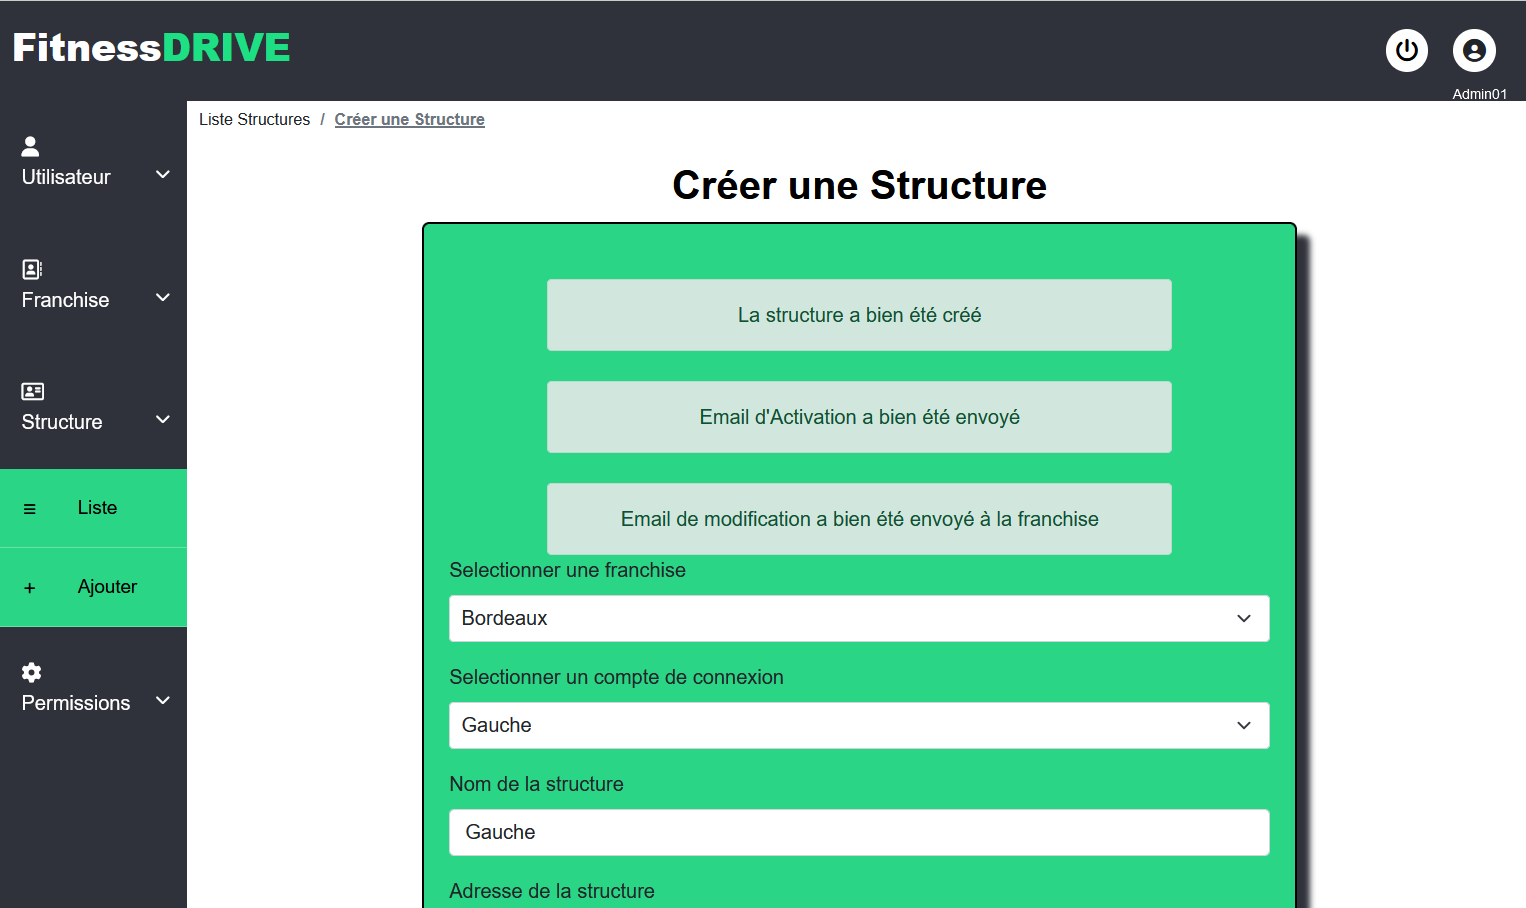 FitnessDRIVE
Admin01
Liste Structures / Créer une Structure
Utilisateur
Franchise
Structure
Liste
Ajouter
Permissions
Créer une Structure
La structure a bien été créé
Email d'Activation a bien été envoyé
Email de modification a bien été envoyé à la franchise
Selectionner une franchise
Bordeaux
Selectionner un compte de connexion
Gauche
Nom de la structure
Gauche
Adresse de la structure